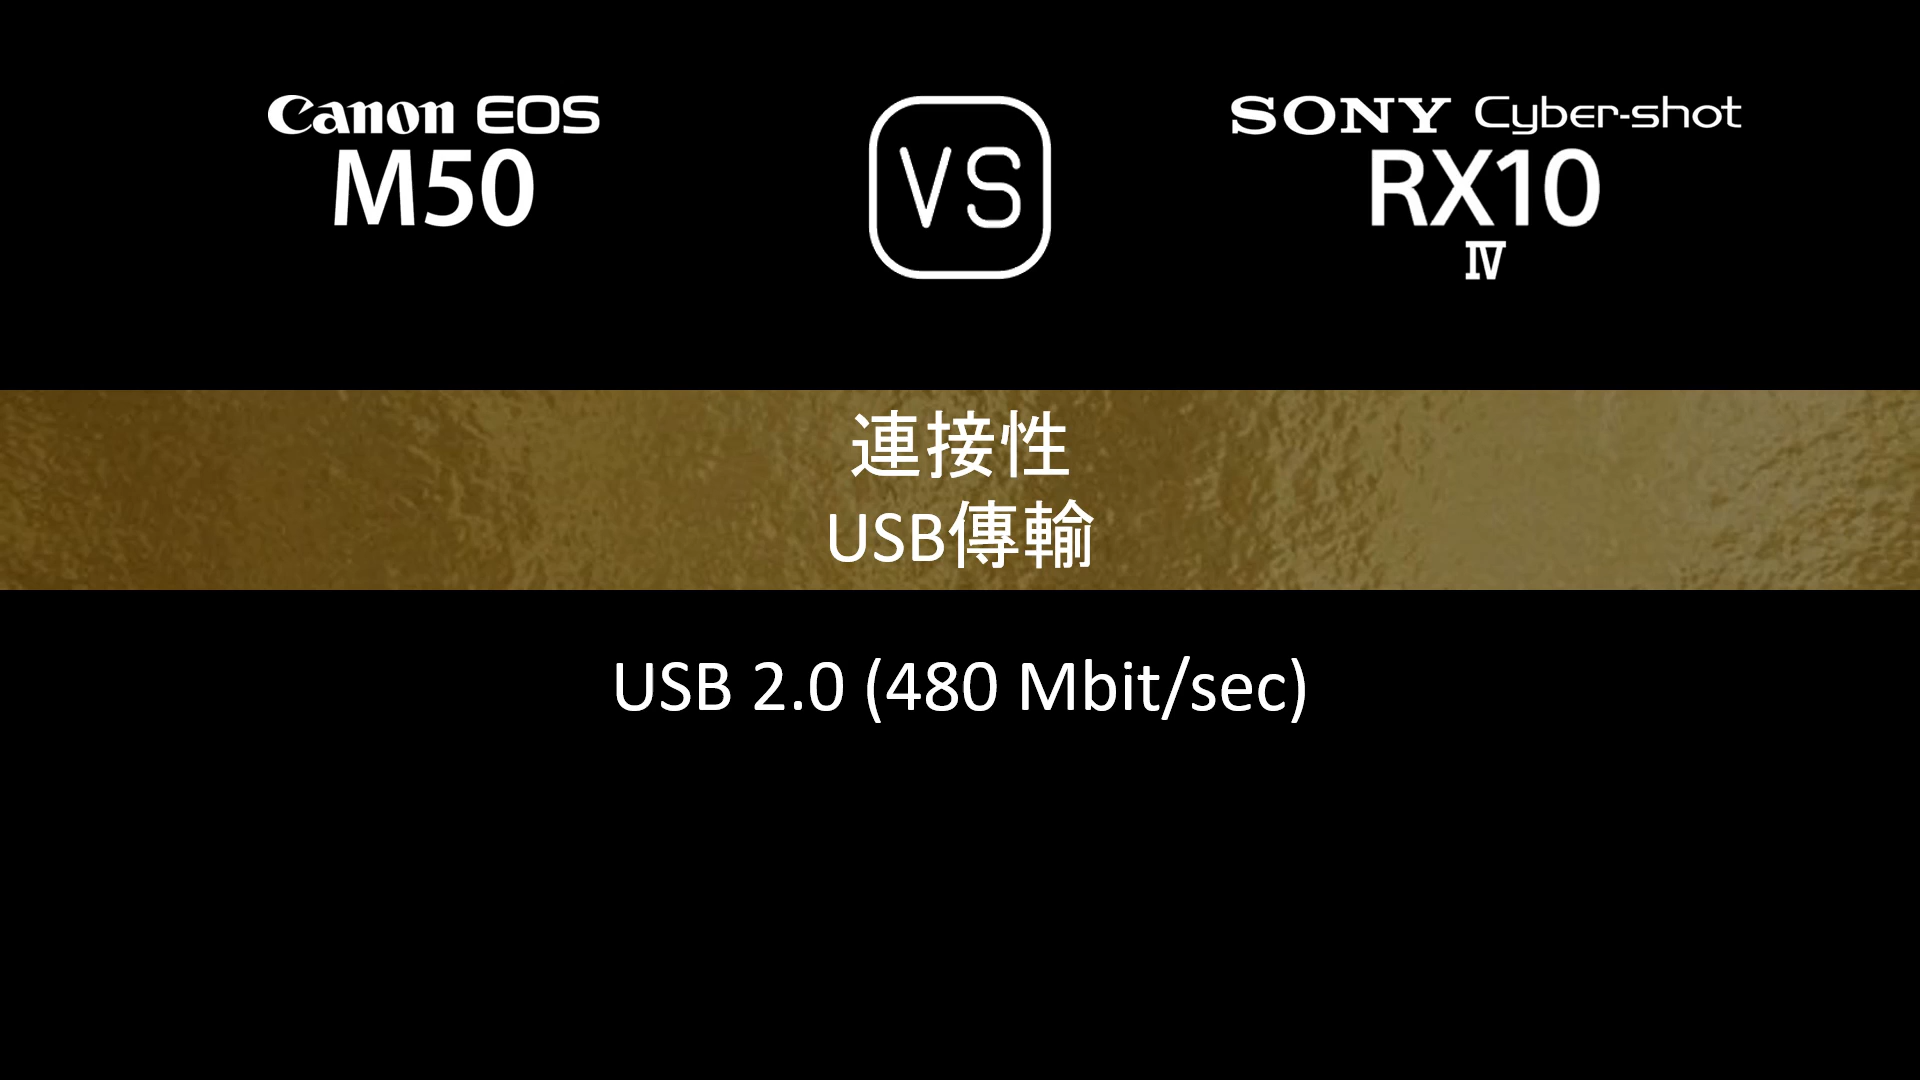 Canon EOS
M50
VS
SONY Cyber-shot
RX10
IV
連接性
USB傳輸
USB 2.0 (480 Mbit/sec)